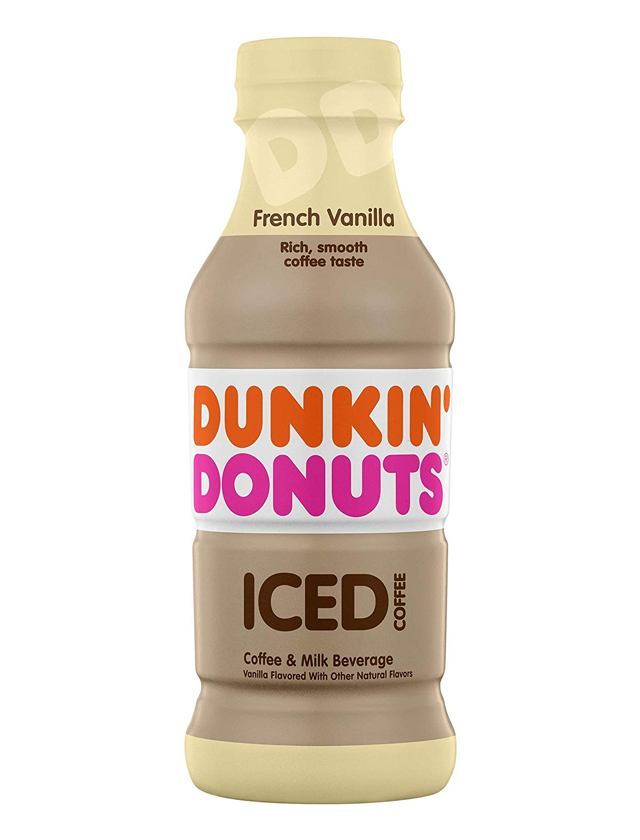 DD
French Vanilla
Rich, smooth
coffee taste
DUNKIN'
DONUTS®
ICED COFFEE
Coffee & Milk Beverage
Vanilla Flavored With Other Natural Flavors